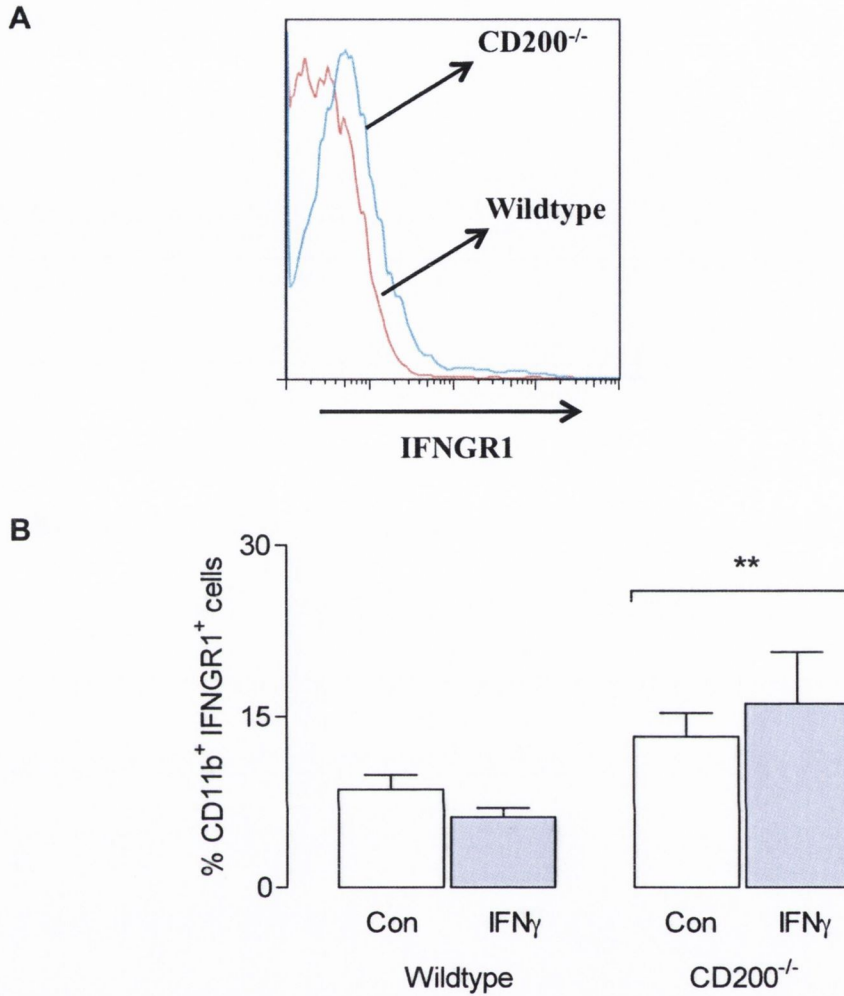 A
CD200-/-
Wildtype
IFNGR1
B
% CD11b+ IFNGR1+ cells
30
15
0
**
Con
IFNγ
Con
IFNγ
Wildtype
CD200-/-